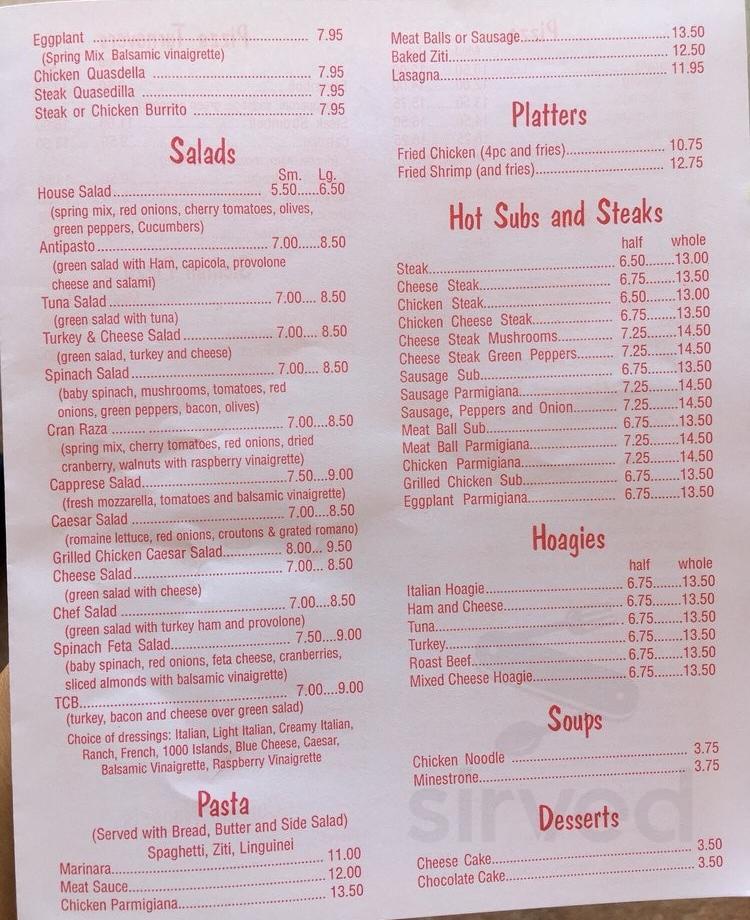 Eggplant ........................ 7.95
(Spring Mix Balsamic vinaigrette)
Chicken Quasdella ........................ 7.95
Steak Quasedilla ........................ 7.95
Steak or Chicken Burrito ........................ 7.95
Salads
Sm. Lg.
House Salad........................ 5.50......6.50
(spring mix, red onions, cherry tomatoes, olives,
green peppers, Cucumbers)
Antipasto........................ 7.00......8.50
(green salad with Ham, capicola, provolone
cheese and salami)
Tuna Salad ........................ 7.00.... 8.50
(green salad with tuna)
Turkey & Cheese Salad ........................ 7.00.... 8.50
(green salad, turkey and cheese)
Spinach Salad........................ 7.00.... 8.50
(baby spinach, mushrooms, tomatoes, red
onions, green peppers, bacon, olives)
Cran Raza ........................ 7.00....8.50
(spring mix, cherry tomatoes, red onions, dried
cranberry, walnuts with raspberry vinaigrette)
Capprese Salad........................7.50....9.00
(fresh mozzarella, tomatoes and balsamic vinaigrette)
Caesar Salad ........................ 7.00....8.50
(romaine lettuce, red onions, croutons & grated romano)
Grilled Chicken Caesar Salad........................ 8.00... 9.50
Cheese Salad........................ 7.00... 8.50
(green salad with cheese)
Chef Salad ........................ 7.00....8.50
(green salad with turkey ham and provolone)
Spinach Feta Salad........................ 7.50....9.00
(baby spinach, red onions, feta cheese, cranberries,
sliced almonds with balsamic vinaigrette)
TCB........................ 7.00....9.00
(turkey, bacon and cheese over green salad)
Choice of dressings: Italian, Light Italian, Creamy Italian,
Ranch, French, 1000 Islands, Blue Cheese, Caesar,
Balsamic Vinaigrette, Raspberry Vinaigrette
Pasta
(Served with Bread, Butter and Side Salad)
Spaghetti, Ziti, Linguinei
Marinara........................ 11.00
Meat Sauce........................ 12.00
Chicken Parmigiana........................ 13.50
Meat Balls or Sausage........................13.50
Baked Ziti........................ 12.50
Lasagna........................ 11.95
Platters
Fried Chicken (4pc and fries)........................ 10.75
Fried Shrimp (and fries)........................ 12.75
Hot Subs and Steaks
half whole
Steak........................ 6.50........13.00
Cheese Steak........................ 6.75........13.50
Chicken Steak........................ 6.50........13.00
Chicken Cheese Steak........................ 6.75........13.50
Cheese Steak Mushrooms........................ 7.25........14.50
Cheese Steak Green Peppers........................ 7.25........14.50
Sausage Sub........................ 6.75........13.50
Sausage Parmigiana........................ 7.25........14.50
Sausage, Peppers and Onion........................ 7.25........14.50
Meat Ball Sub........................ 6.75........13.50
Meat Ball Parmigiana........................ 7.25........14.50
Chicken Parmigiana........................ 7.25........14.50
Grilled Chicken Sub........................ 6.75........13.50
Eggplant Parmigiana........................ 6.75........13.50
Hoagies
half whole
Italian Hoagie........................ 6.75........13.50
Ham and Cheese........................ 6.75........13.50
Tuna........................ 6.75........13.50
Turkey........................ 6.75........13.50
Roast Beef........................ 6.75........13.50
Mixed Cheese Hoagie........................ 6.75........13.50
Soups
Chicken Noodle ........................ 3.75
Minestrone........................ 3.75
sirved
Desserts
Cheese Cake........................ 3.50
Chocolate Cake........................ 3.50